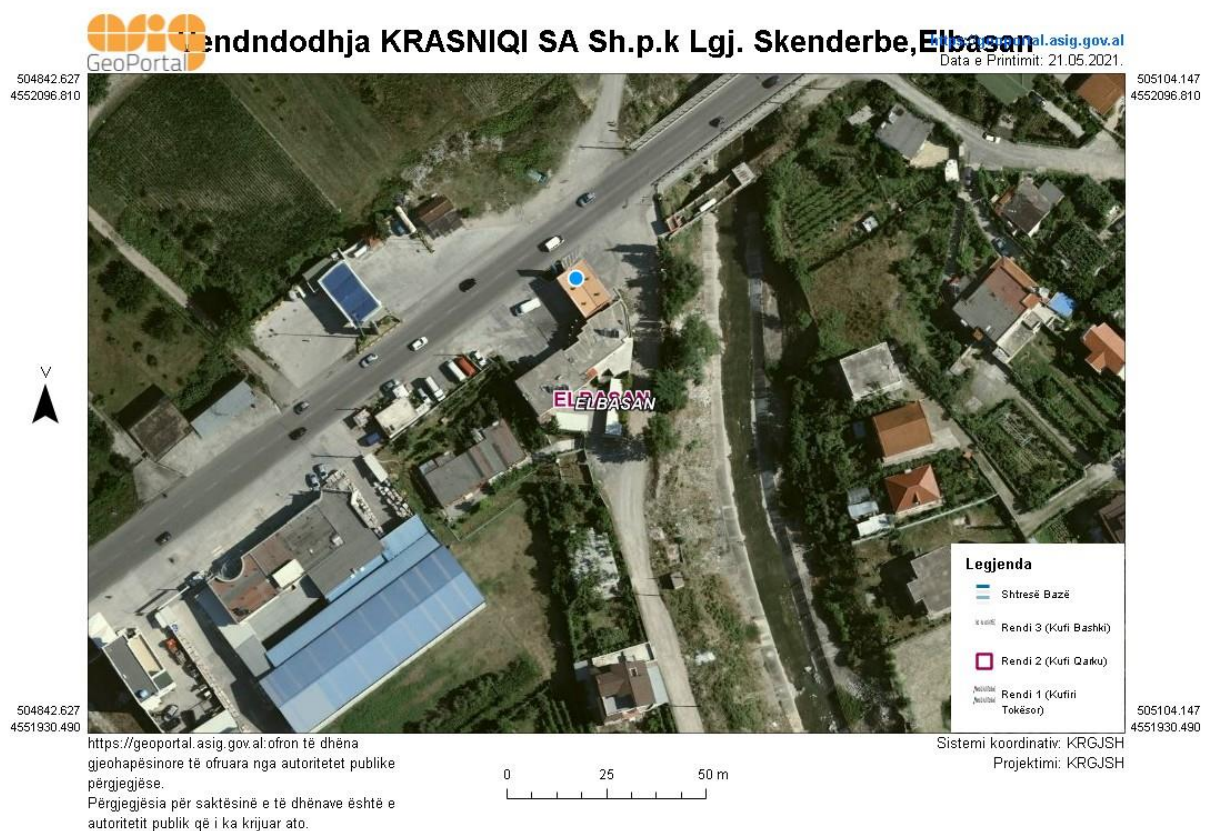 asig
GeoPortal
Vendndodhja KRASNIQI SA Sh.p.k Lgj. Skenderbe,Elbasan
https://geoportal.asig.gov.al
Data e Printimit: 21.05.2021.
504842.627
4552096.810
505104.147
4552096.810
V
ELBASAN
ELBASAN
Legjenda
Shtresë Bazë
Rendi 3 (Kufi Bashki)
Rendi 2 (Kufi Qarku)
Rendi 1 (Kufiri
Tokësor)
504842.627
4551930.490
505104.147
4551930.490
https://geoportal.asig.gov.al:ofron të dhëna
gjeohapësinore të ofruara nga autoritetet publike
përgjegjëse.
Përgjegjësia për saktësinë e të dhënave është e
autoritetit publik që i ka krijuar ato.
0 25 50 m
Sistemi koordinativ: KRGJSH
Projektimi: KRGJSH